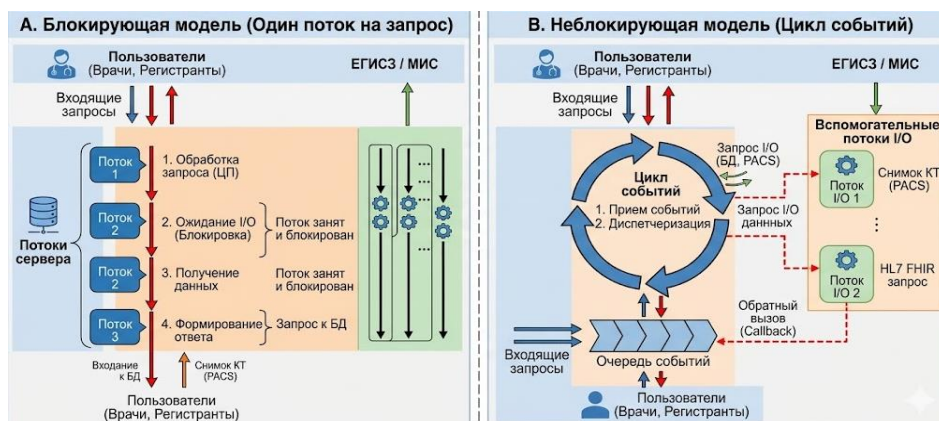 А. Блокирующая модель (Один поток на запрос)
Пользователи
(Врачи, Регистранты)
ЕГИСЗ / МИС
Входящие
запросы
Потоки
сервера
Поток
1
1. Обработка
запроса (ЦП)
Поток
2
2. Ожидание I/O
(Блокировка)
Поток занят
и блокирован
Поток
2
3. Получение
данных
Поток занят
и блокирован
Поток
3
4. Формирование
ответа
Запрос к БД
Входание
к БД
Снимок КТ
(PACS)
Пользователи
(Врачи, Регистранты)
В. Неблокирующая модель (Цикл событий)
Пользователи
(Врачи, Регистранты)
ЕГИСЗ / МИС
Входящие
запросы
Цикл
событий
1. Прием событий
2. Диспетчеризация
Запрос I/O
(БД, PACS)
Запрос I/O
даннных
Вспомогательные
потоки I/O
Поток
I/O 1
Снимок КТ
(PACS)
Поток
I/O 2
HL7 FHIR
запрос
Обратный
вызов
(Callback)
Входящие
запросы
Очередь событий
Пользователи
(Врачи, Регистранты)